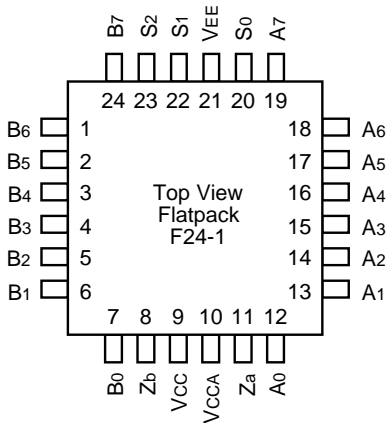 B7 S2 S1 VEE S0 A7
24 23 22 21 20 19
B6 1 18 A6
B5 2 17 A5
B4 3 16 A4
B3 4 15 A3
B2 5 14 A2
B1 6 13 A1
Top View
Flatpack
F24-1
7 8 9 10 11 12
B0 Zb VCC VCCA Za A0